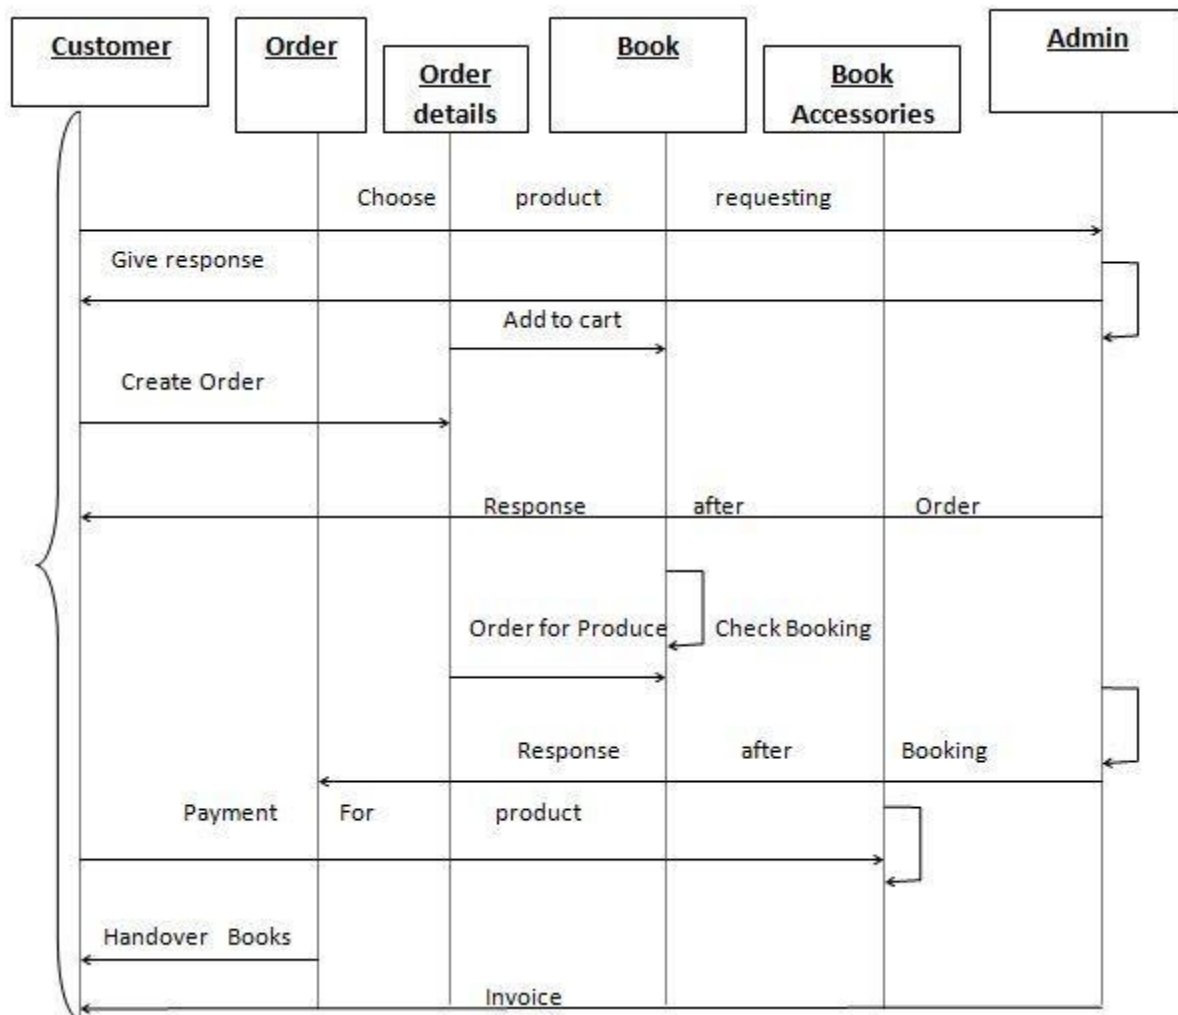 Customer
Order
Order
details
Book
Book
Accessories
Admin
Choose product requesting
Give response
Add to cart
Create Order
Response after Order
Order for Produce
Check Booking
Response after Booking
Payment For product
Handover Books
Invoice